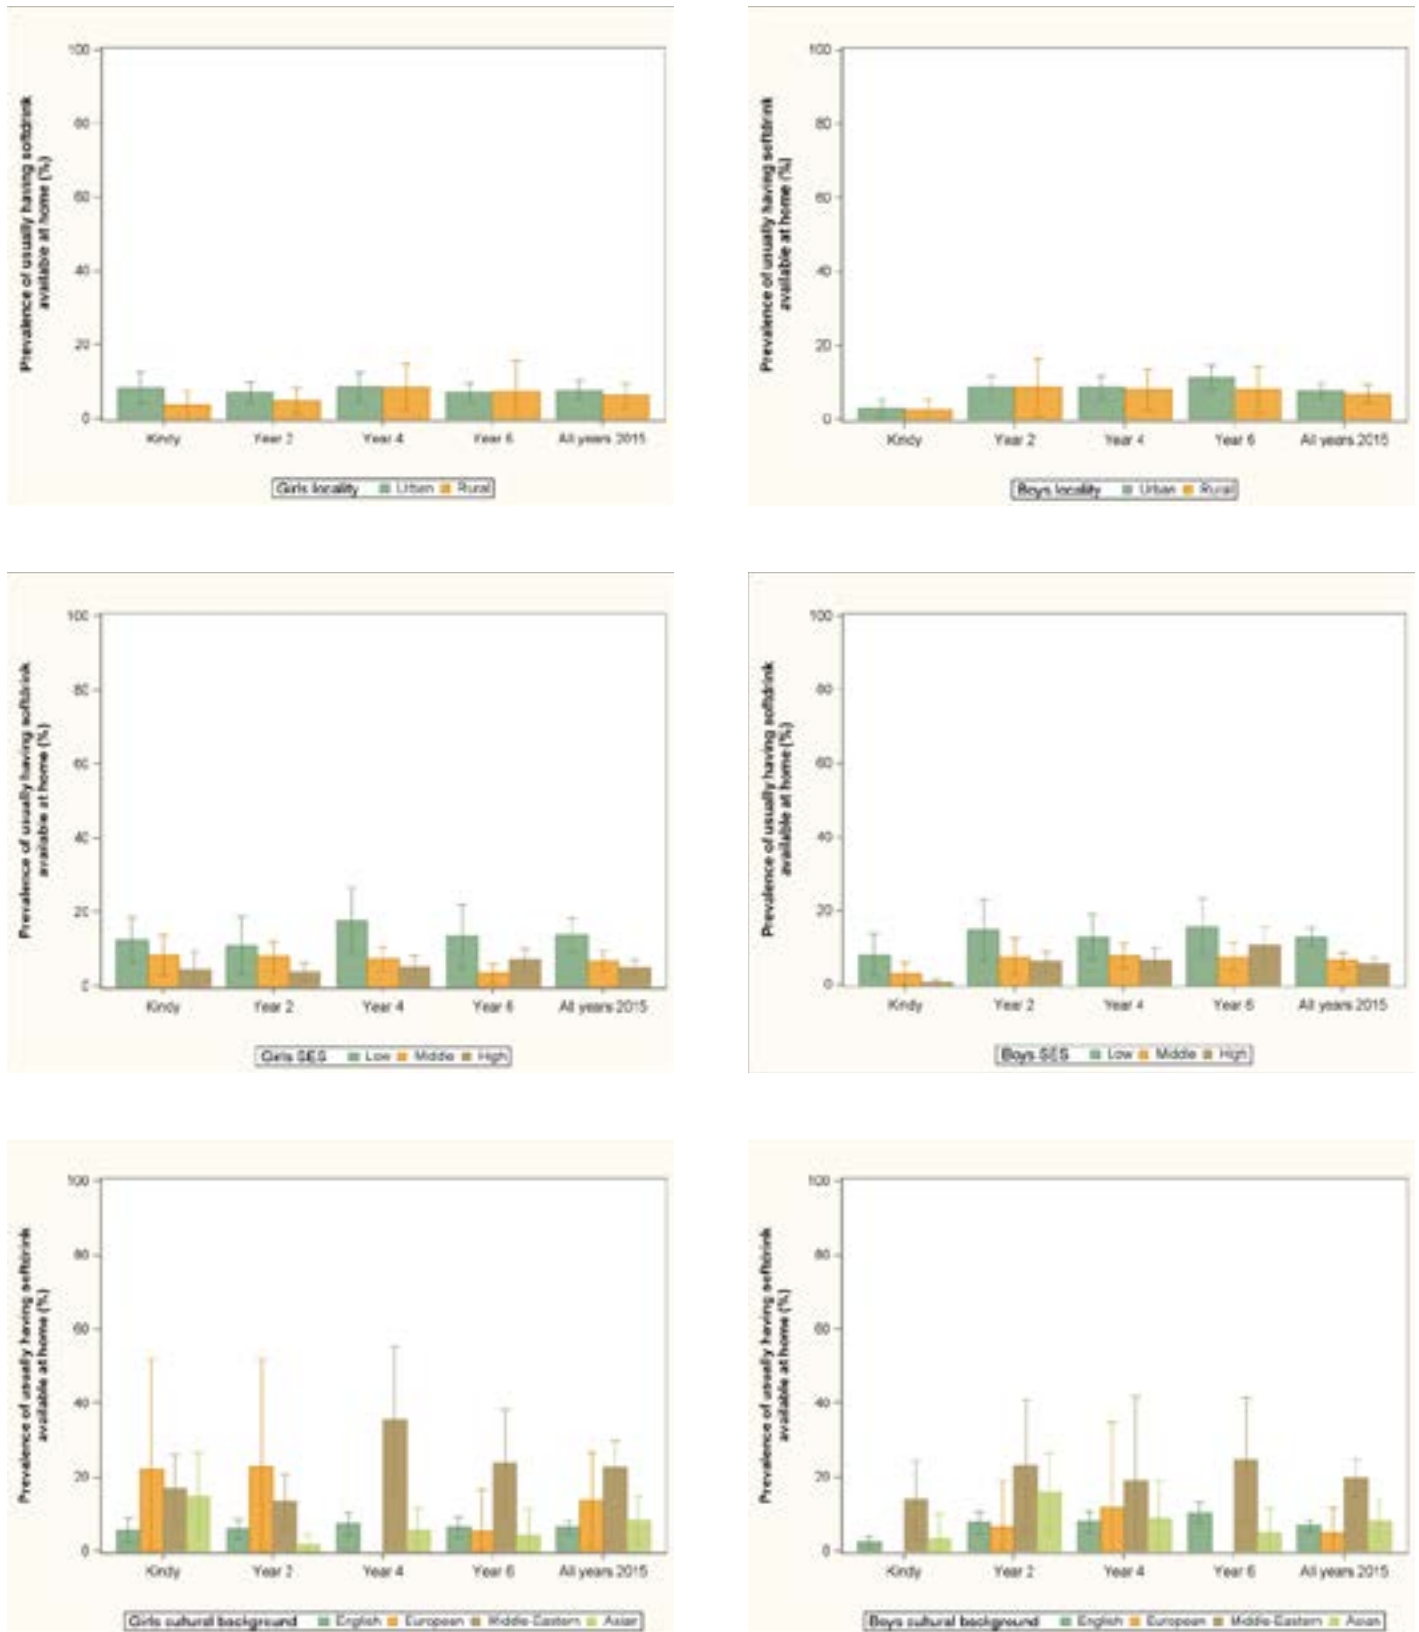 Prevalence of usually having softdrink
available at home (%)
100
80
60
40
20
0
Kindy Year 2 Year 4 Year 6 All years 2015
Girls locality Urban Rural
Prevalence of usually having softdrink
available at home (%)
100
80
60
40
20
0
Kindy Year 2 Year 4 Year 6 All years 2015
Boys locality Urban Rural
Prevalence of usually having softdrink
available at home (%)
100
80
60
40
20
0
Kindy Year 2 Year 4 Year 6 All years 2015
Girls SES Low Middle High
Prevalence of usually having softdrink
available at home (%)
100
80
60
40
20
0
Kindy Year 2 Year 4 Year 6 All years 2015
Boys SES Low Middle High
Prevalence of usually having softdrink
available at home (%)
100
80
60
40
20
0
Kindy Year 2 Year 4 Year 6 All years 2015
Girls cultural background English European Middle-Eastern Asian
Prevalence of usually having softdrink
available at home (%)
100
80
60
40
20
0
Kindy Year 2 Year 4 Year 6 All years 2015
Boys cultural background English European Middle-Eastern Asian